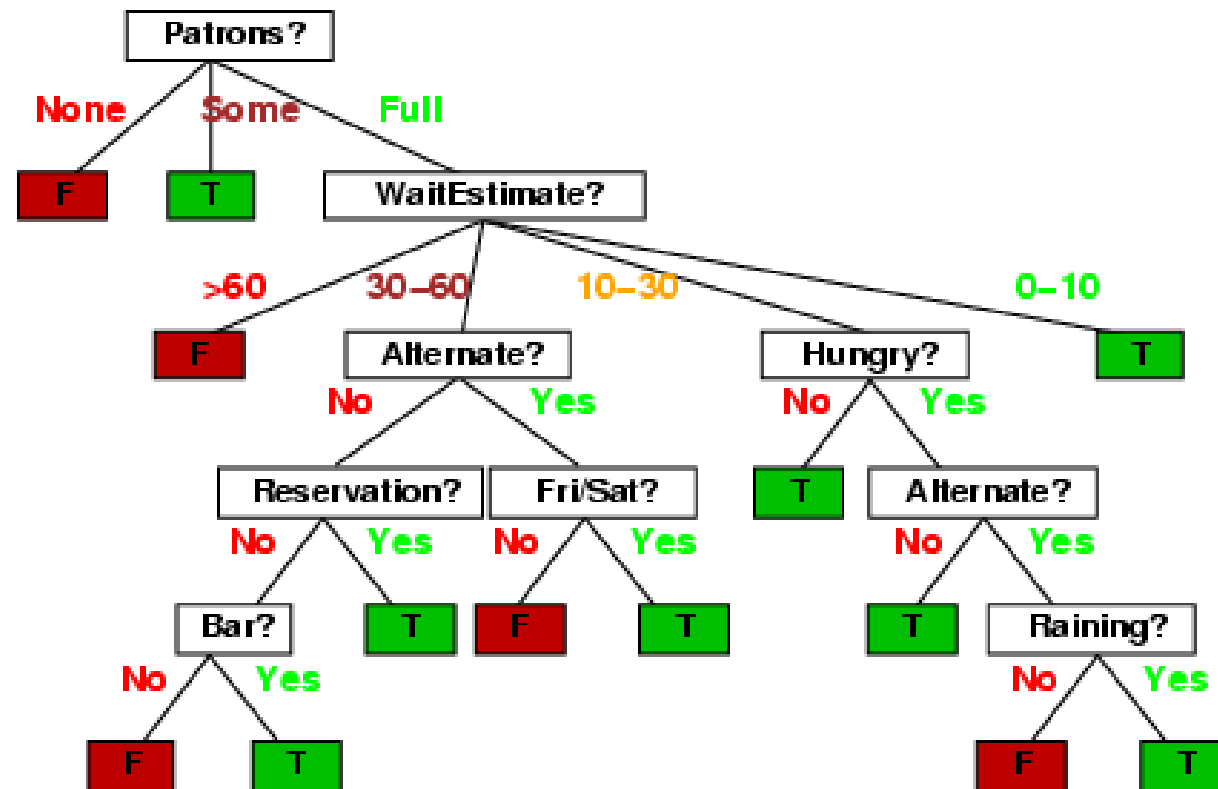 Patrons?
None Some Full
F T WaitEstimate?
>60 30–60 10–30 0–10
F Alternate? Hungry? T
No Yes No Yes
Reservation? Fri/Sat? T Alternate?
No Yes No Yes No Yes
Bar? T F T T Raining?
No Yes No Yes
F T F T